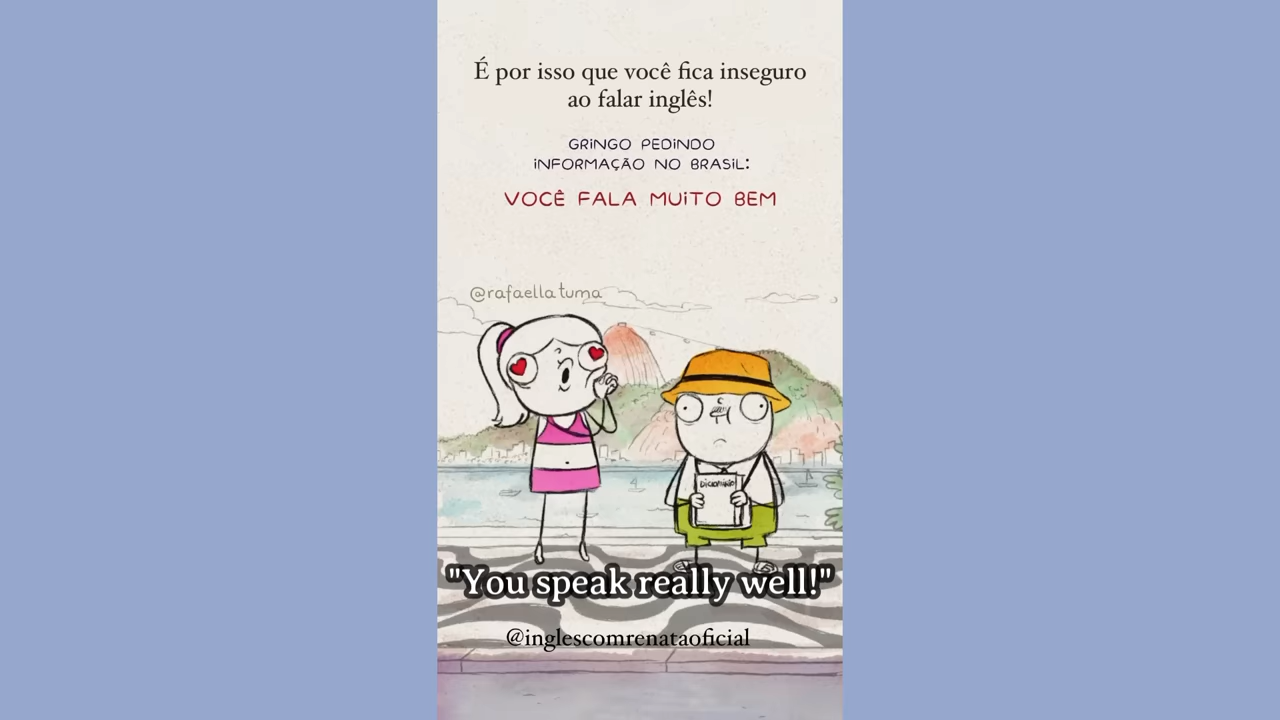 É por isso que você fica inseguro
ao falar inglês!
GRiNGO PEDiNDO
iNFORMAÇÃO NO BRASiL:
VOCÊ FALA MUiTO BEM
@rafaellatuma
Dicionário
"You speak really well!"
@inglescomrenataoficial